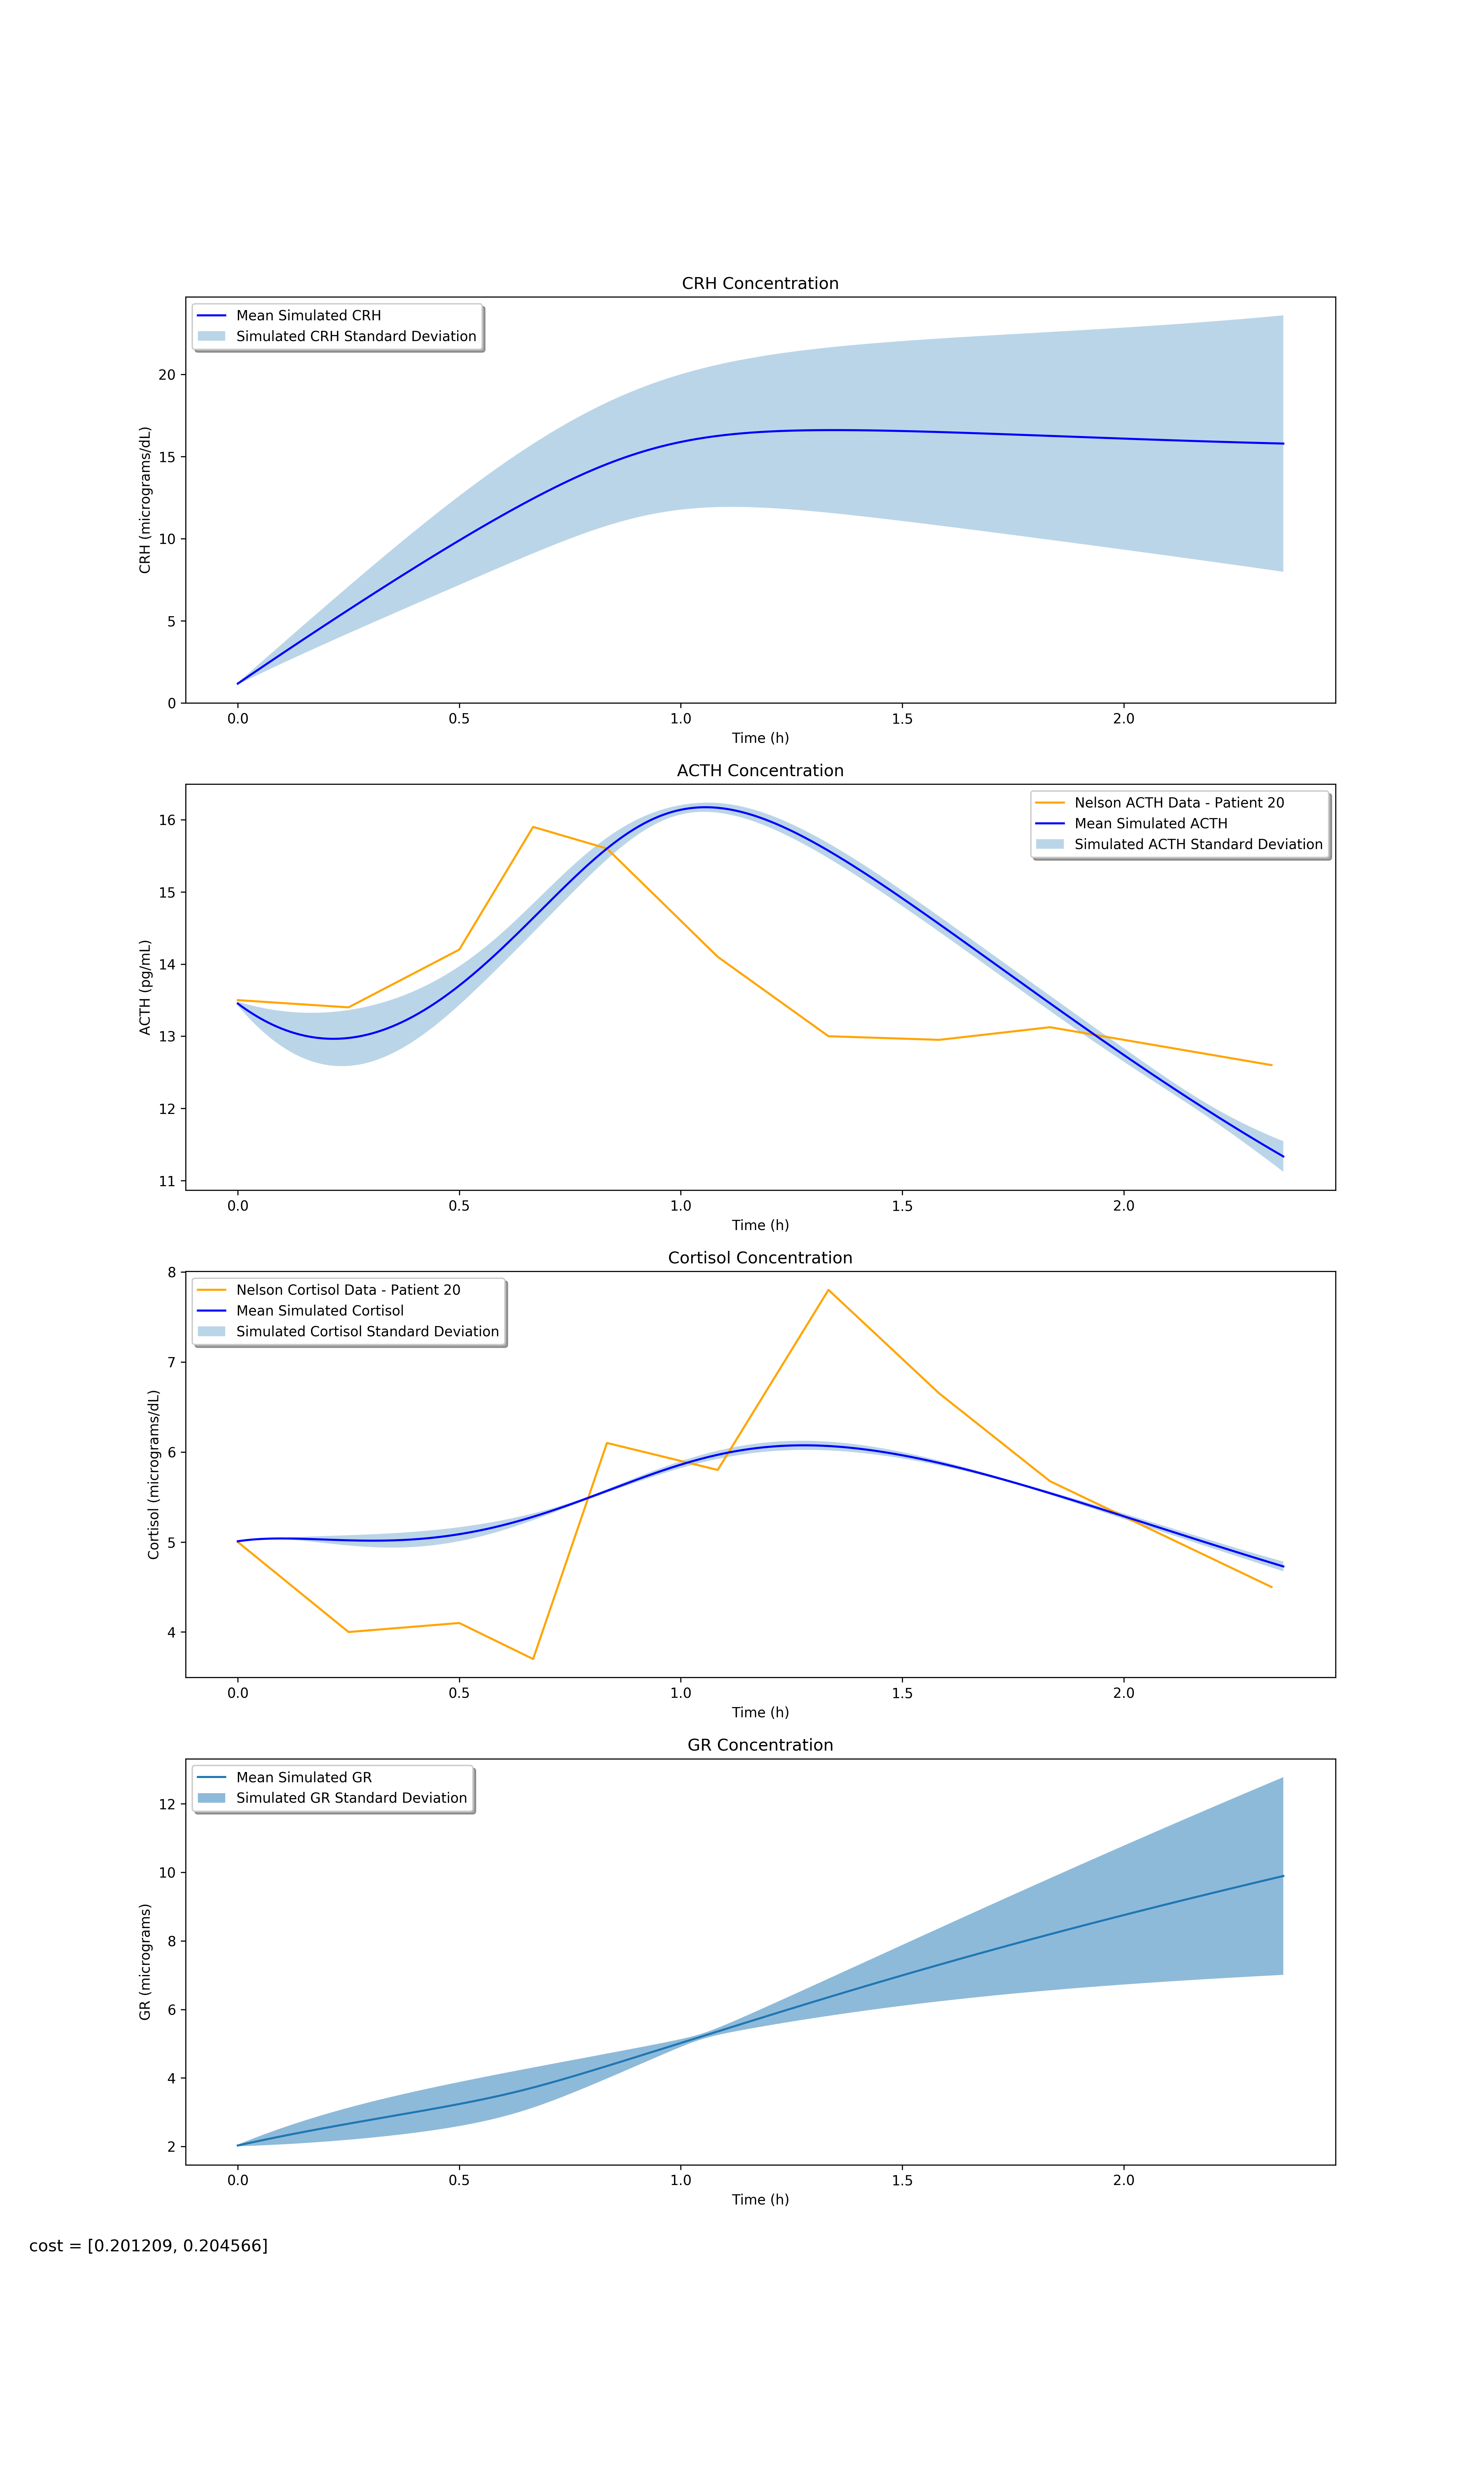 CRH Concentration
Mean Simulated CRH
Simulated CRH Standard Deviation
CRH (micrograms/dL)
20
15
10
5
0
0.0 0.5 1.0 1.5 2.0
Time (h)
ACTH Concentration
Nelson ACTH Data - Patient 20
Mean Simulated ACTH
Simulated ACTH Standard Deviation
ACTH (pg/mL)
16
15
14
13
12
11
0.0 0.5 1.0 1.5 2.0
Time (h)
Cortisol Concentration
Nelson Cortisol Data - Patient 20
Mean Simulated Cortisol
Simulated Cortisol Standard Deviation
Cortisol (micrograms/dL)
8
7
6
5
4
0.0 0.5 1.0 1.5 2.0
Time (h)
GR Concentration
Mean Simulated GR
Simulated GR Standard Deviation
GR (micrograms)
12
10
8
6
4
2
0.0 0.5 1.0 1.5 2.0
Time (h)
cost = [0.201209, 0.204566]